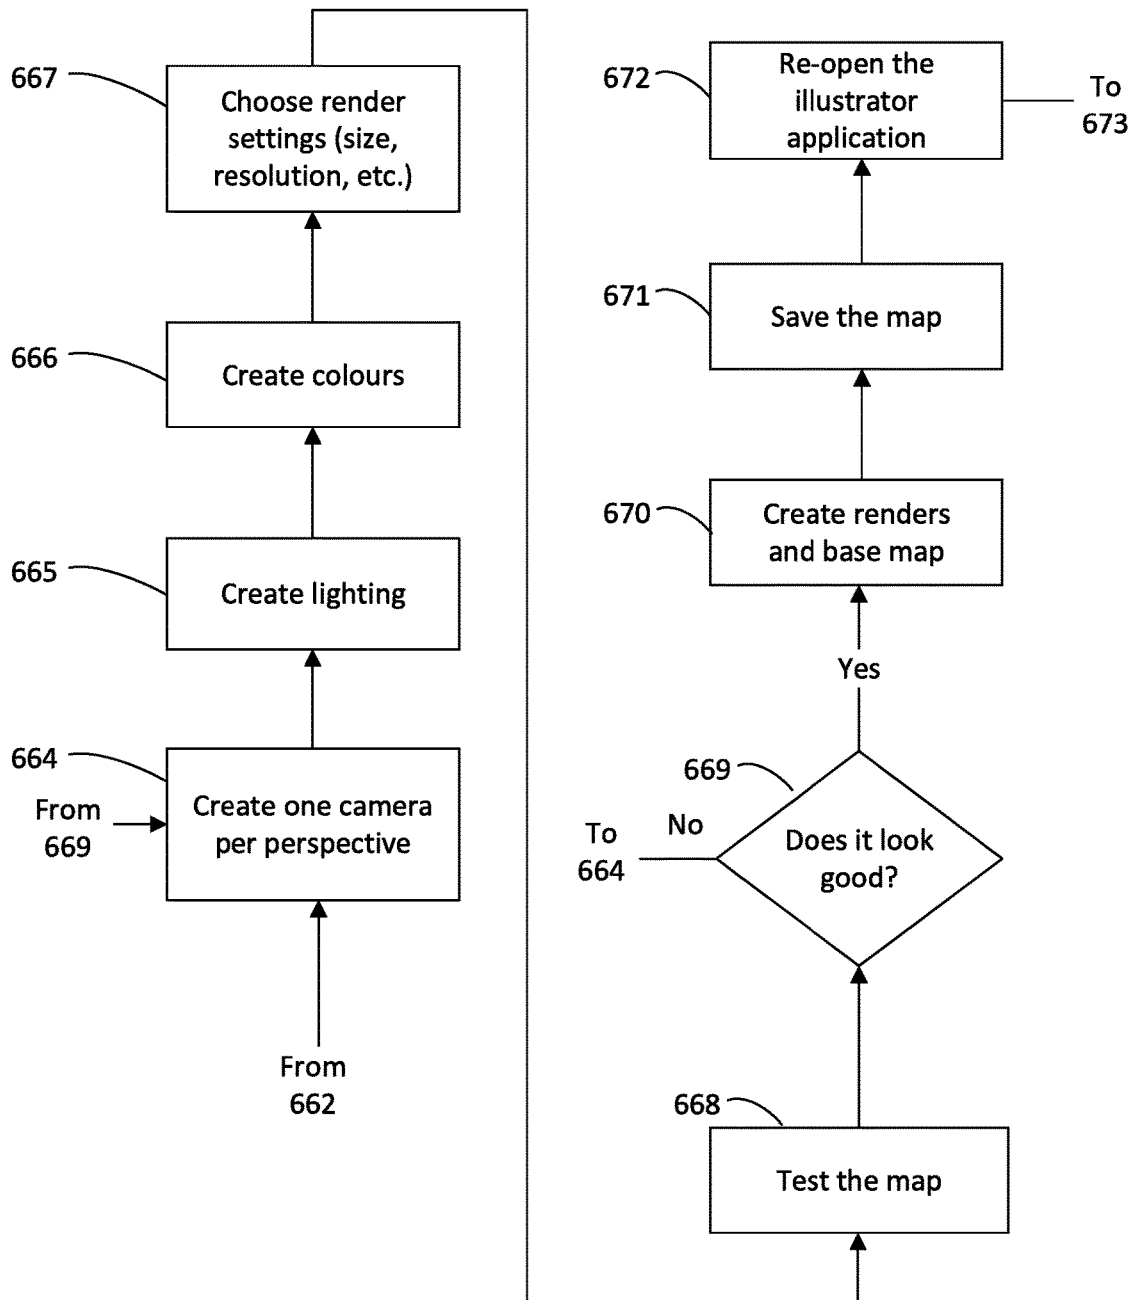 667
Choose render
settings (size,
resolution, etc.)
666
Create colours
665
Create lighting
664
Create one camera
per perspective
From
669
From
662
672
Re-open the
illustrator
application
To
673
671
Save the map
670
Create renders
and base map
Yes
669
Does it look
good?
No
To
664
668
Test the map